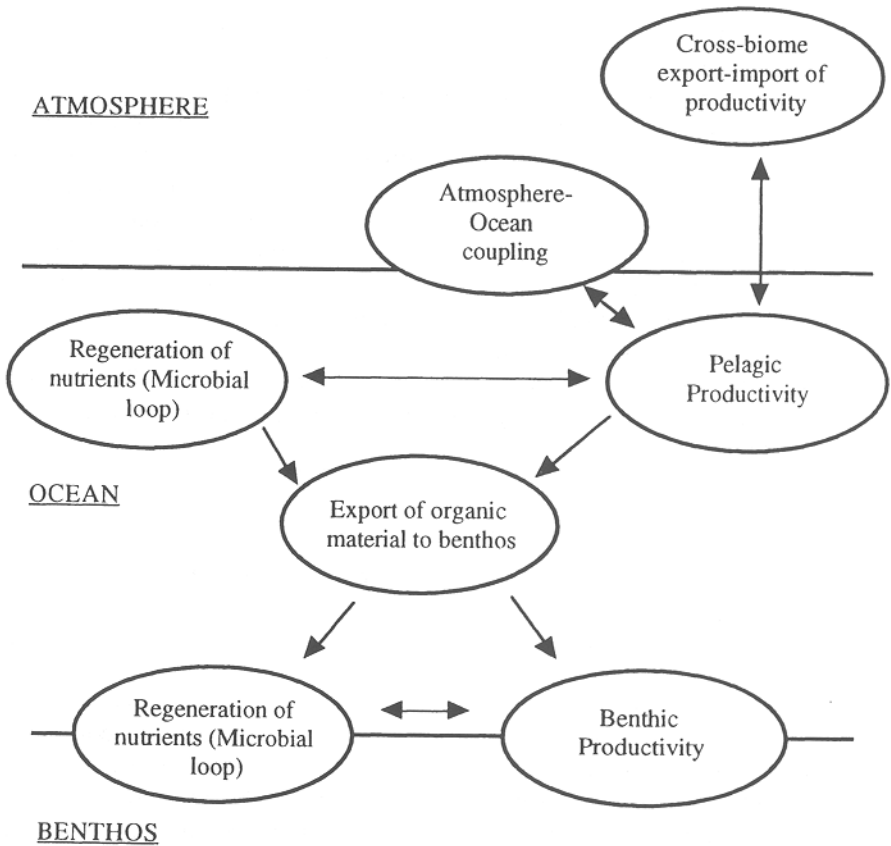 Cross-biome
export-import of
productivity
ATMOSPHERE
Atmosphere-
Ocean
coupling
Regeneration of
nutrients (Microbial
loop)
Pelagic
Productivity
OCEAN
Export of organic
material to benthos
Regeneration of
nutrients (Microbial
loop)
Benthic
Productivity
BENTHOS